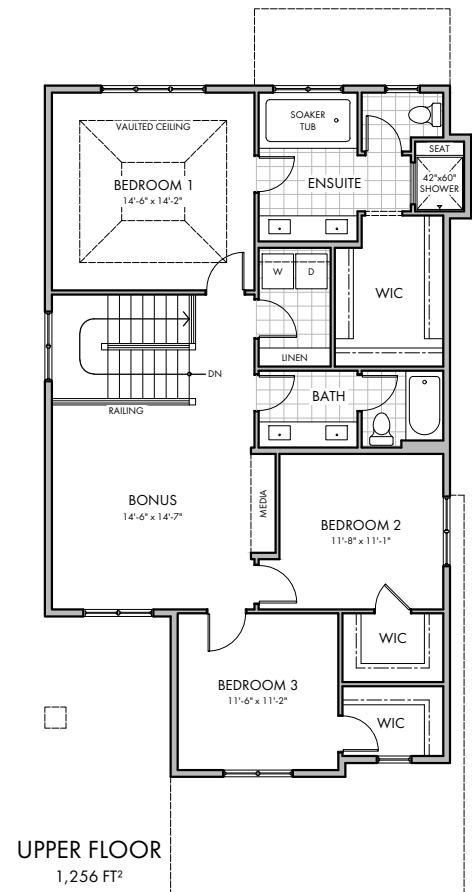 SOAKER
TUB
VAULTED CEILING
SEAT
42"x60"
SHOWER
BEDROOM 1
14'-6" x 14'-2"
ENSUITE
WIC
W
D
LINEN
DN
RAILING
BATH
BONUS
14'-6" x 14'-7"
MEDIA
BEDROOM 2
11'-8" x 11'-1"
WIC
BEDROOM 3
11'-6" x 11'-2"
WIC
UPPER FLOOR
1,256 FT²